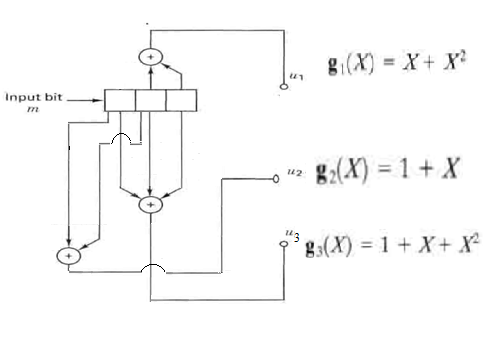 +
u1
g1(X) = X + X²
Input bit
m
u2
g2(X) = 1 + X
+
u3
g3(X) = 1 + X + X²
+